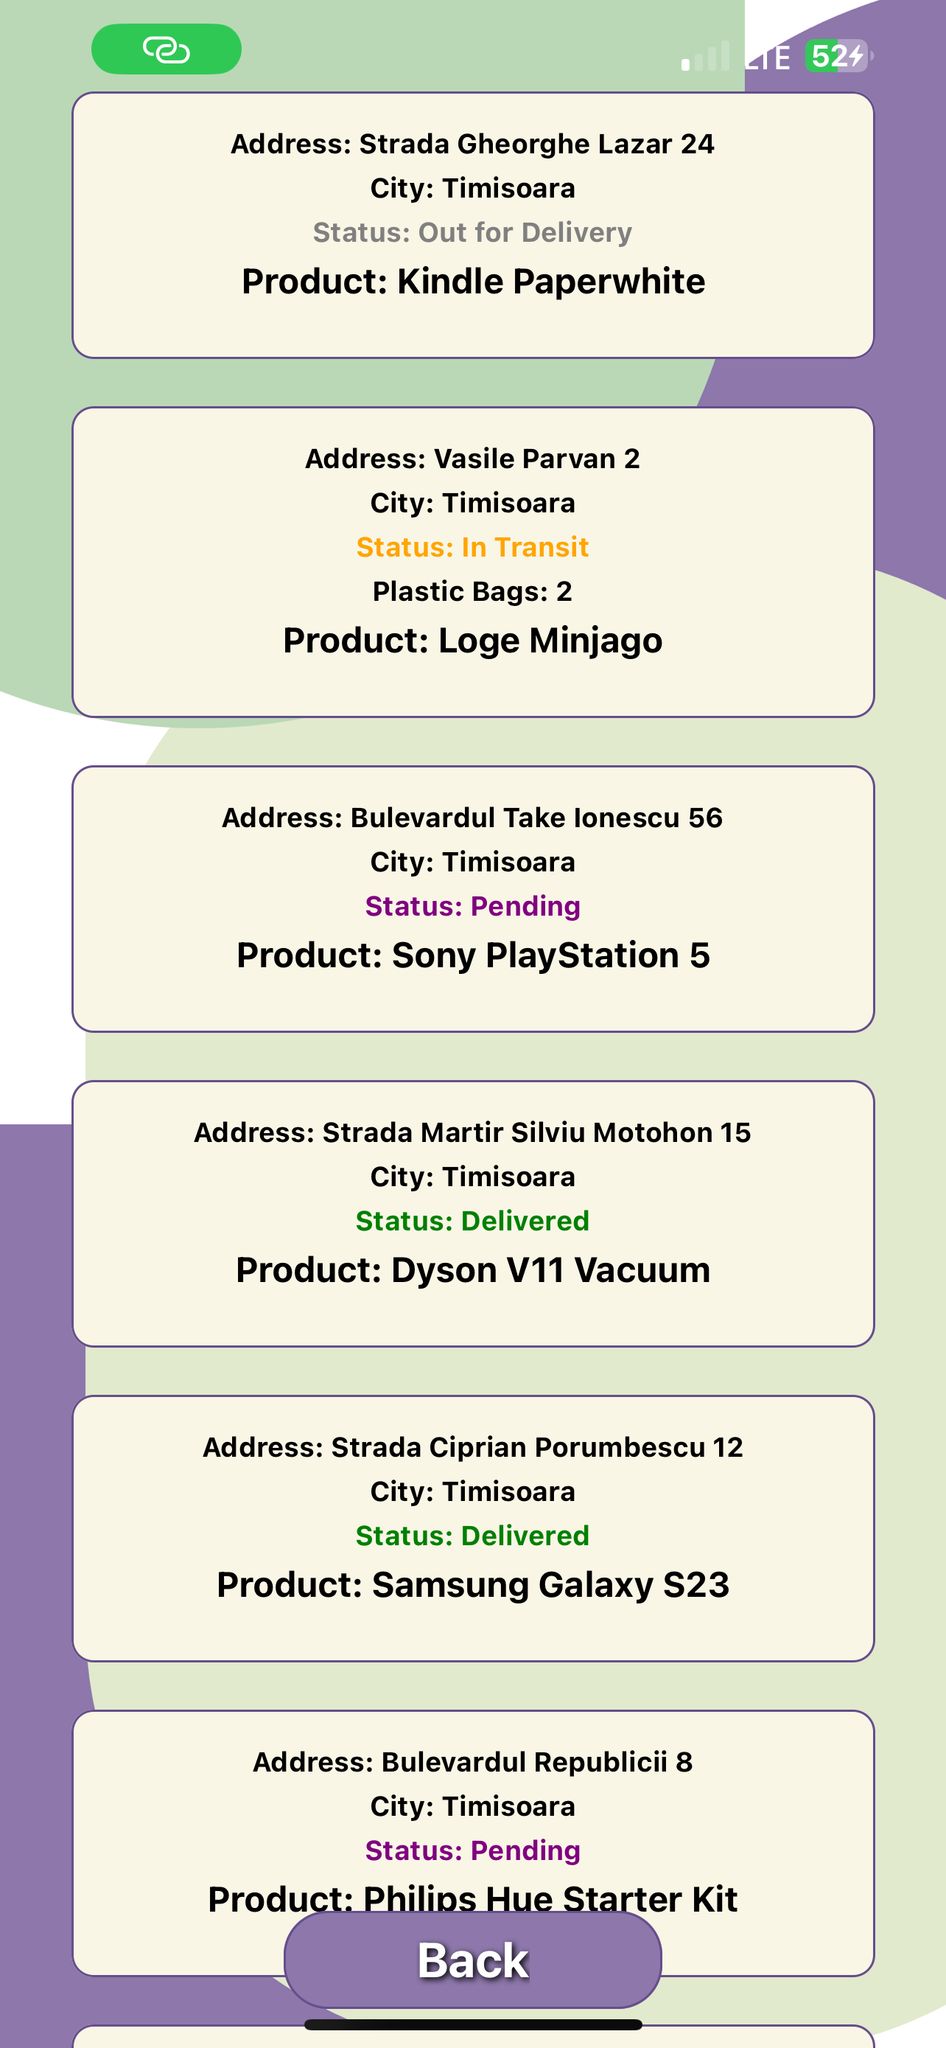 LTE 52
Address: Strada Gheorghe Lazar 24
City: Timisoara
Status: Out for Delivery
Product: Kindle Paperwhite
Address: Vasile Parvan 2
City: Timisoara
Status: In Transit
Plastic Bags: 2
Product: Loge Minjago
Address: Bulevardul Take Ionescu 56
City: Timisoara
Status: Pending
Product: Sony PlayStation 5
Address: Strada Martir Silviu Motohon 15
City: Timisoara
Status: Delivered
Product: Dyson V11 Vacuum
Address: Strada Ciprian Porumbescu 12
City: Timisoara
Status: Delivered
Product: Samsung Galaxy S23
Address: Bulevardul Republicii 8
City: Timisoara
Status: Pending
Product: Philips Hue Starter Kit
Back